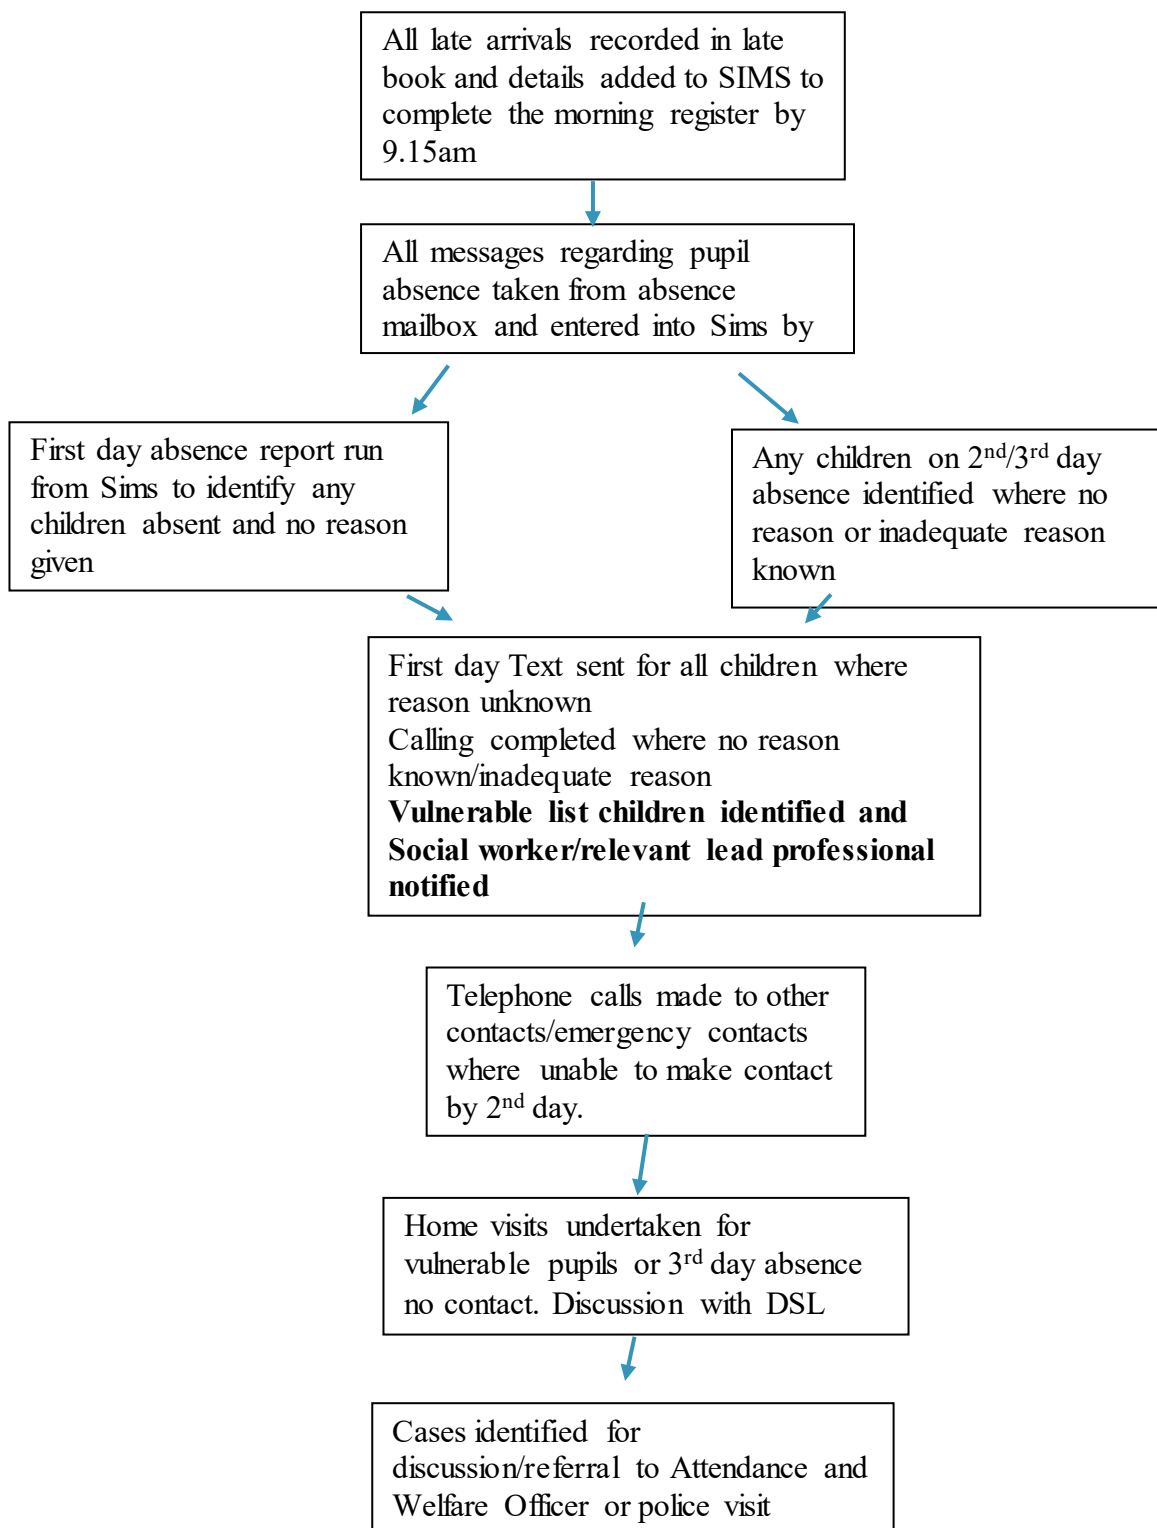 All late arrivals recorded in late
book and details added to SIMS to
complete the morning register by
9.15am
All messages regarding pupil
absence taken from absence
mailbox and entered into Sims by
First day absence report run
from Sims to identify any
children absent and no reason
given
Any children on 2nd/3rd day
absence identified where no
reason or inadequate reason
known
First day Text sent for all children where
reason unknown
Calling completed where no reason
known/inadequate reason
Vulnerable list children identified and
Social worker/relevant lead professional
notified
Telephone calls made to other
contacts/emergency contacts
where unable to make contact
by 2nd day.
Home visits undertaken for
vulnerable pupils or 3rd day absence
no contact. Discussion with DSL
Cases identified for
discussion/referral to Attendance and
Welfare Officer or police visit